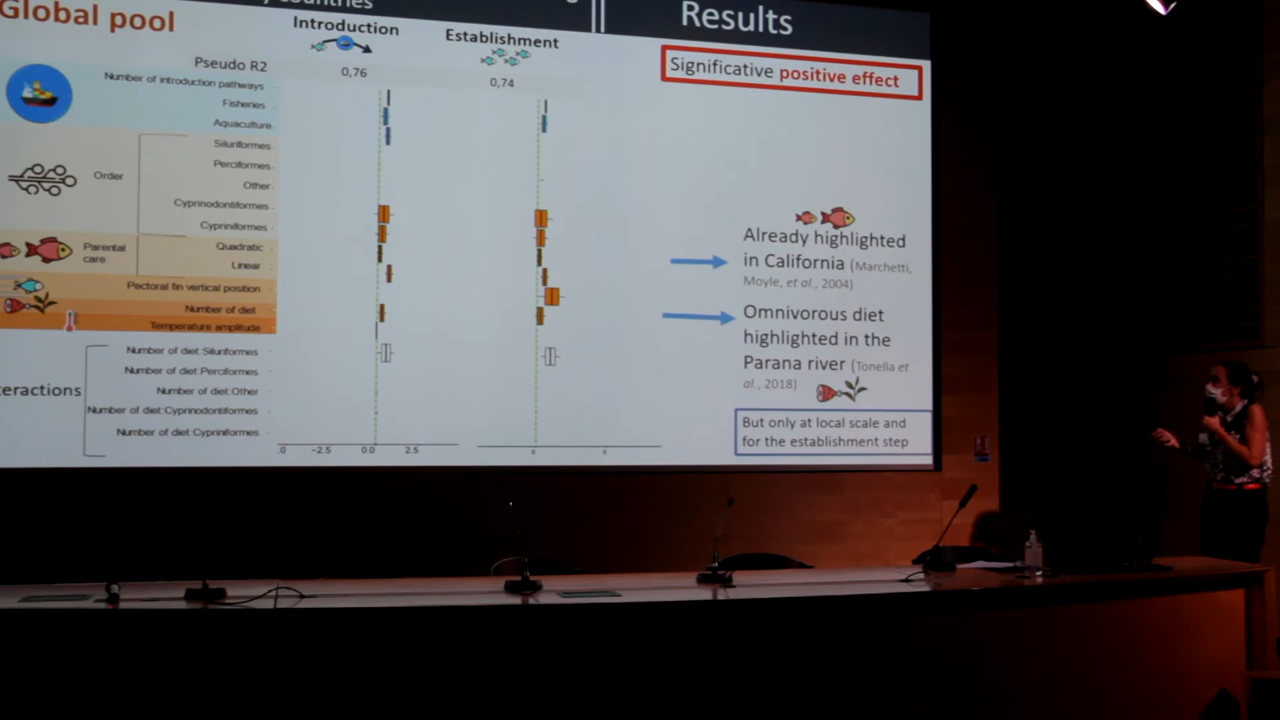 Results
Global pool
countries
Introduction
Establishment
Pseudo R2
0,76
0,74
Significative positive effect
Number of introduction pathways
Fisheries
Aquaculture
Siluriformes
Perciformes
Order
Other
Cyprinodontiformes
Cypriniformes
Parental
care
Quadratic
Linear
Pectoral fin vertical position
Number of diet
Temperature amplitude
Number of diet:Siluriformes
Number of diet:Perciformes
eractions
Number of diet:Other
Number of diet:Cyprinodontiformes
Number of diet:Cypriniformes
0 −2.5 0.0 2.5
Already highlighted
in California (Marchetti,
Moyle, et al., 2004)
Omnivorous diet
highlighted in the
Parana river (Tonella et
al., 2018)
But only at local scale and
for the establishment step